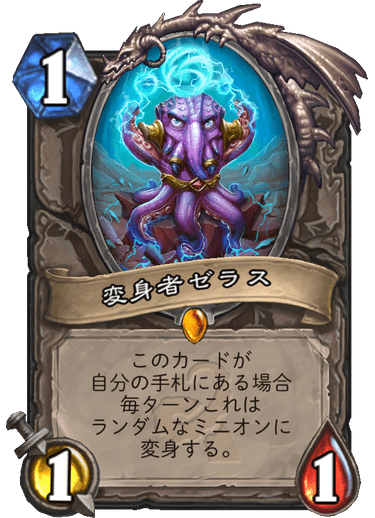 1
変身者ゼラス
このカードが
自分の手札にある場合
毎ターンこれは
ランダムなミニオンに
変身する。
1
1